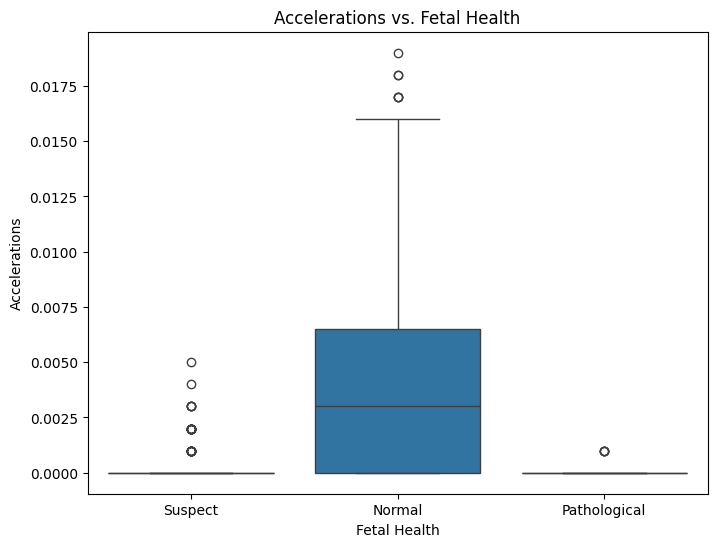 Accelerations vs. Fetal Health
Accelerations
0.0175
0.0150
0.0125
0.0100
0.0075
0.0050
0.0025
0.0000
Suspect Normal Pathological
Fetal Health